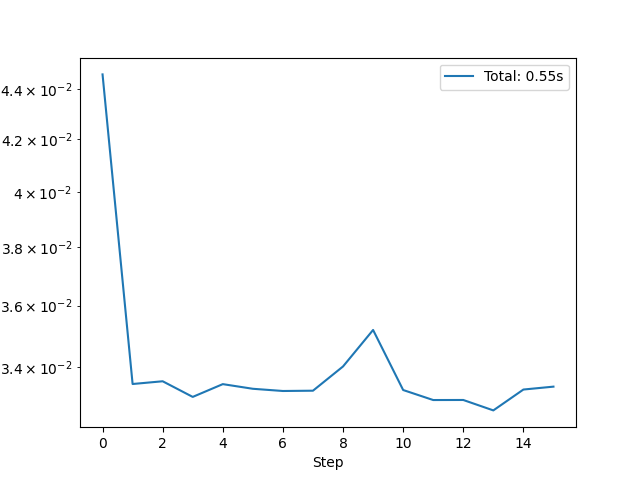 Total: 0.55s
4.4 × 10⁻²
4.2 × 10⁻²
4 × 10⁻²
3.8 × 10⁻²
3.6 × 10⁻²
3.4 × 10⁻²
0 2 4 6 8 10 12 14
Step